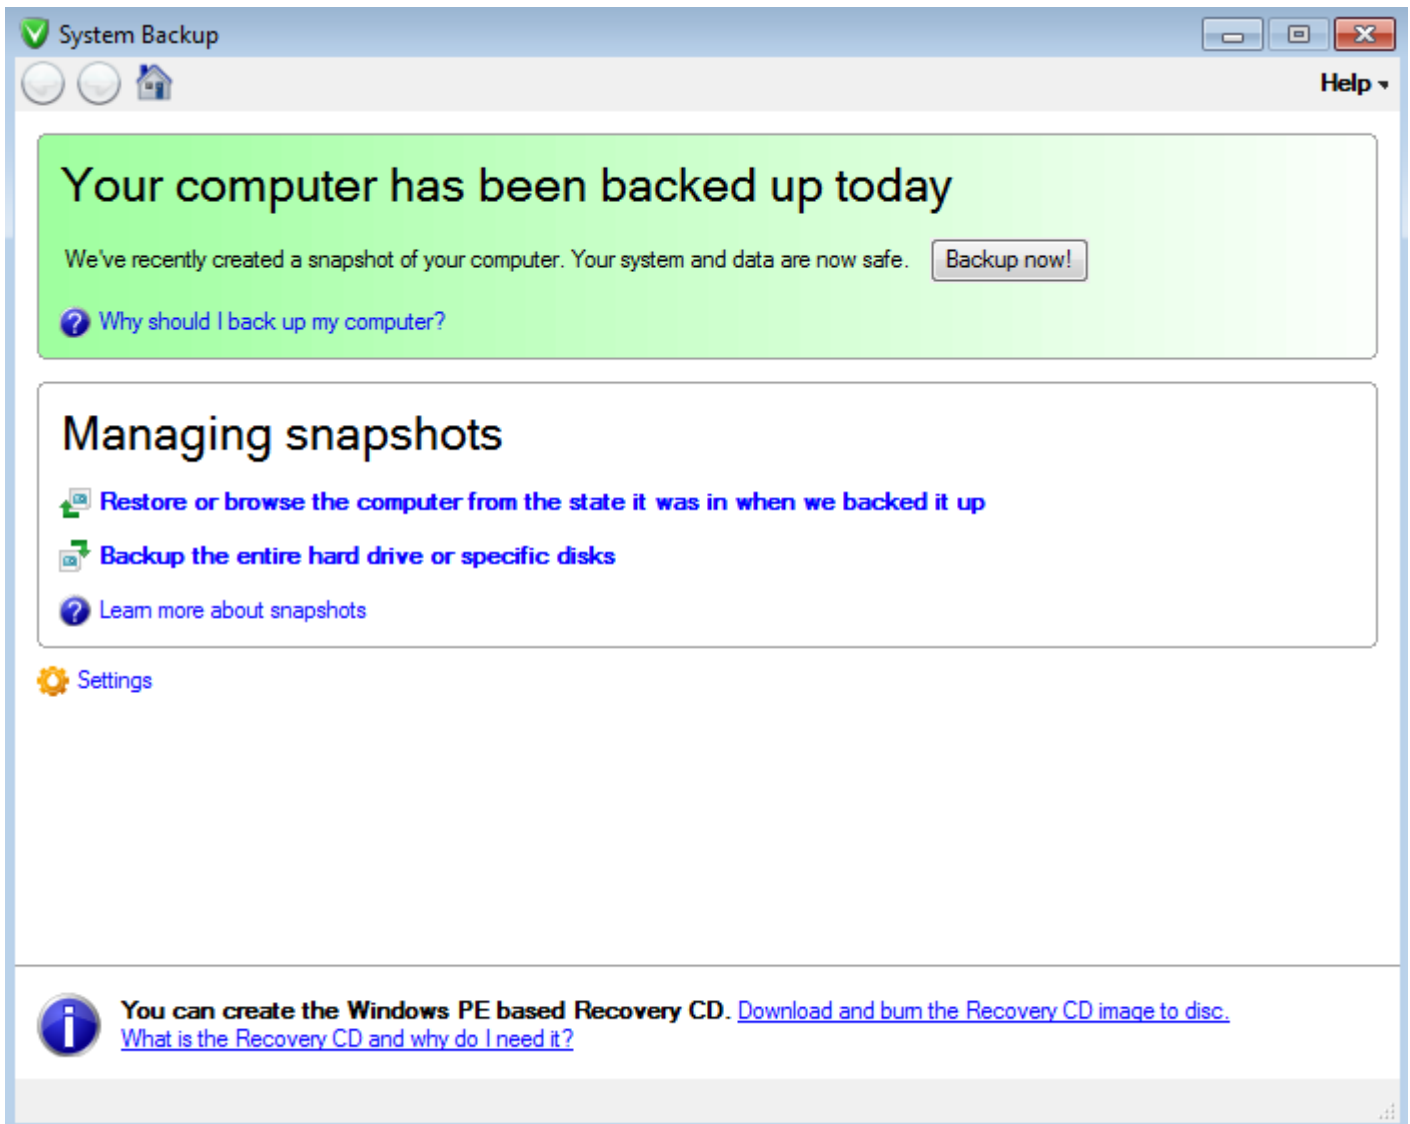 System Backup
Help
Your computer has been backed up today
We've recently created a snapshot of your computer. Your system and data are now safe. Backup now!
Why should I back up my computer?
Managing snapshots
Restore or browse the computer from the state it was in when we backed it up
Backup the entire hard drive or specific disks
Learn more about snapshots
Settings
You can create the Windows PE based Recovery CD. Download and burn the Recovery CD image to disc.
What is the Recovery CD and why do I need it?